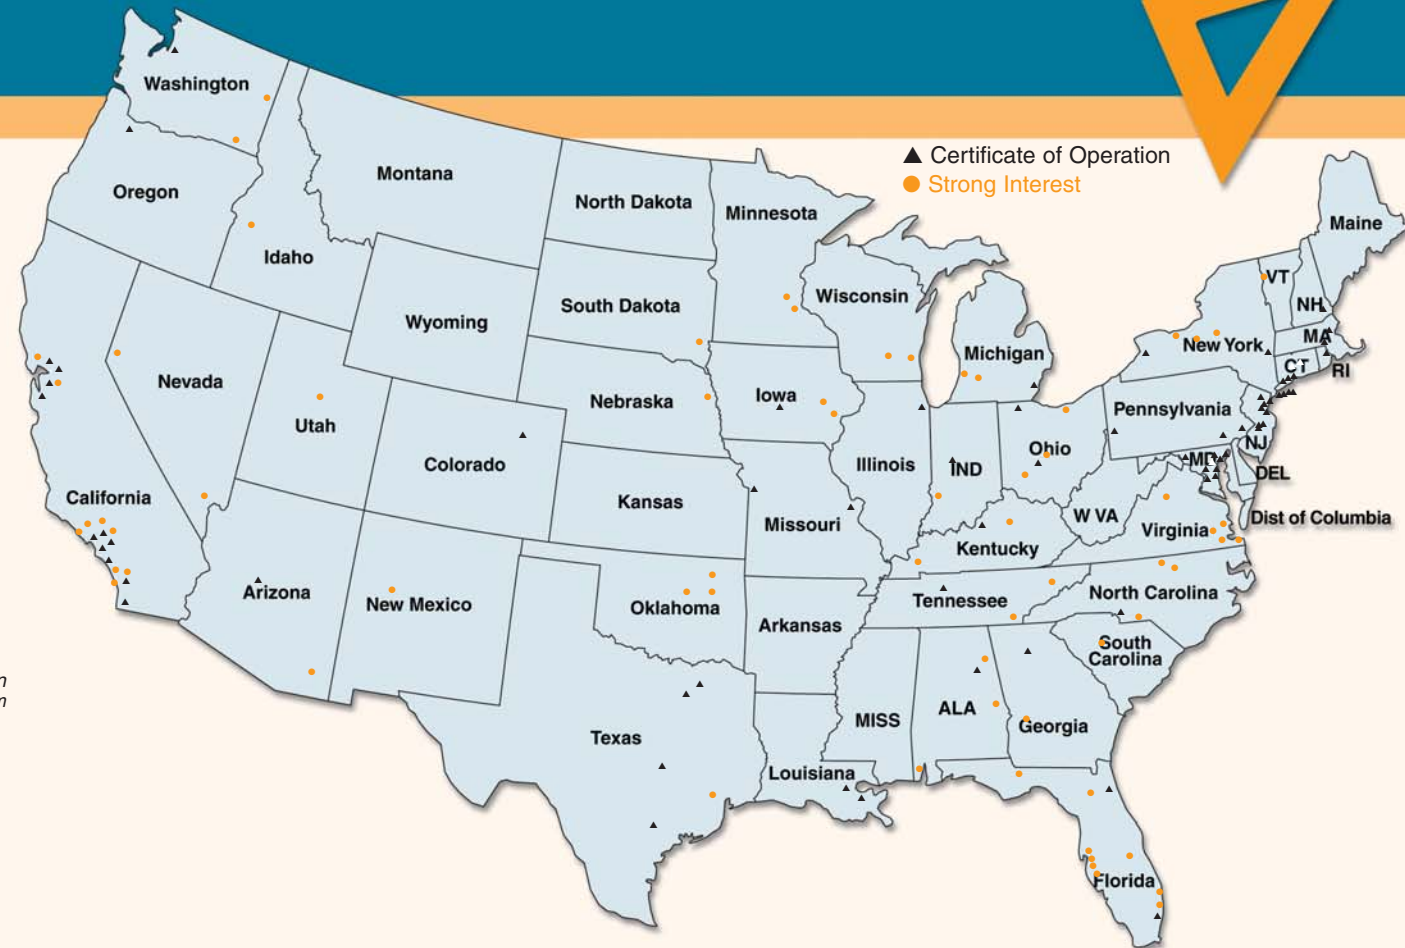 Certificate of Operation
Strong Interest
Washington
Oregon
Montana
Idaho
North Dakota
Minnesota
Maine
VT
NH
MA
CT
RI
New York
Wisconsin
Michigan
South Dakota
Wyoming
Nevada
Utah
Colorado
Nebraska
Iowa
Illinois
IND
Ohio
Pennsylvania
NJ
MD
DEL
Dist of Columbia
California
Kansas
Missouri
Kentucky
W VA
Virginia
Arizona
New Mexico
Oklahoma
Arkansas
Tennessee
North Carolina
South
Carolina
Texas
Louisiana
MISS
ALA
Georgia
Florida